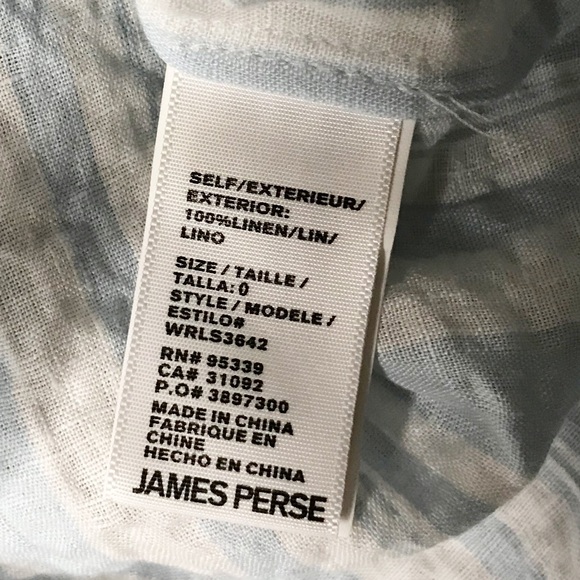 SELF/EXTERIEUR/
EXTERIOR:
100%LINEN/LIN/
LINO
SIZE / TAILLE /
TALLA: 0
STYLE / MODELE /
ESTILO#
WRLS3642
RN# 95339
CA# 31092
P.O# 3897300
MADE IN CHINA
FABRIQUE EN
CHINE
HECHO EN CHINA
JAMES PERSE